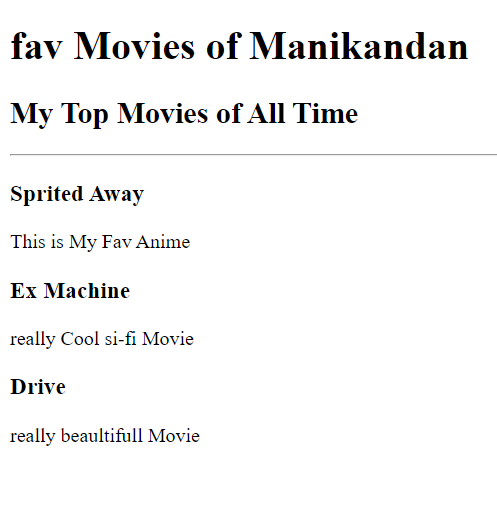 fav Movies of Manikandan
My Top Movies of All Time
Sprited Away
This is My Fav Anime
Ex Machine
really Cool si-fi Movie
Drive
really beaultifull Movie